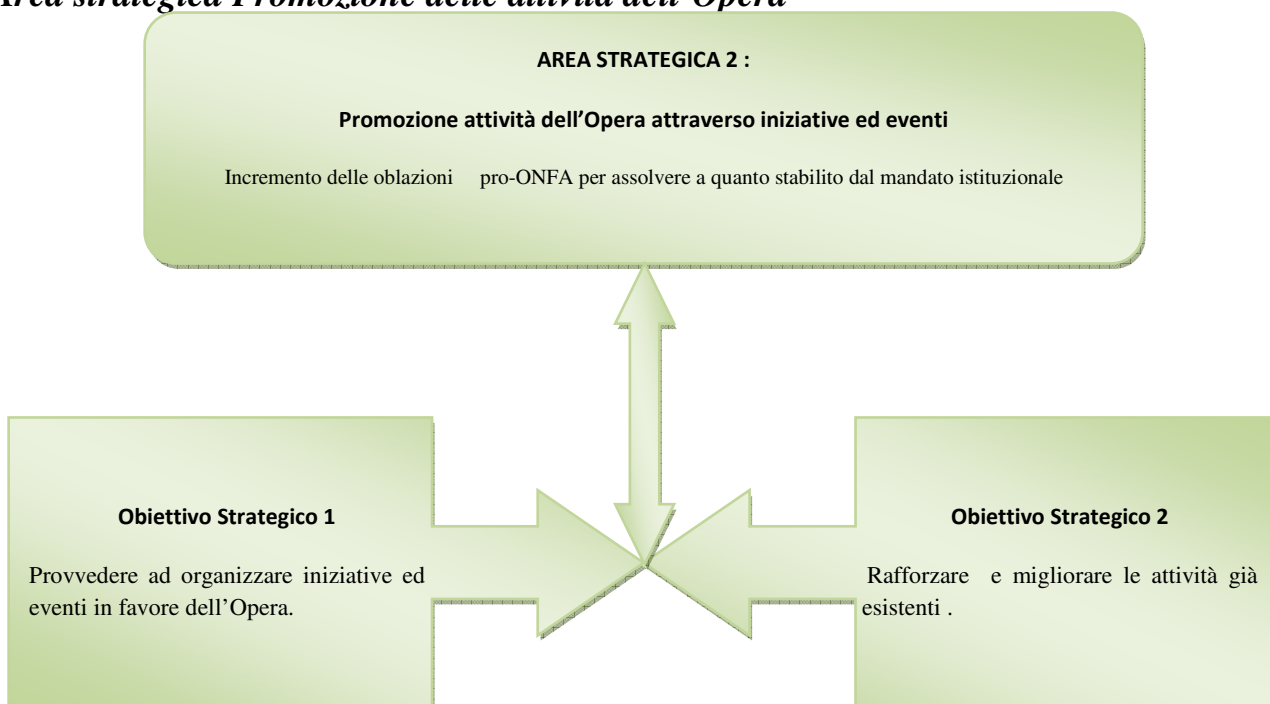 Area strategica Promozione delle attività dell'Opera
AREA STRATEGICA 2 :
Promozione attività dell’Opera attraverso iniziative ed eventi
Incremento delle oblazioni pro-ONFA per assolvere a quanto stabilito dal mandato istituzionale
Obiettivo Strategico 1
Provvedere ad organizzare iniziative ed
eventi in favore dell’Opera.
Obiettivo Strategico 2
Rafforzare e migliorare le attività già
esistenti .